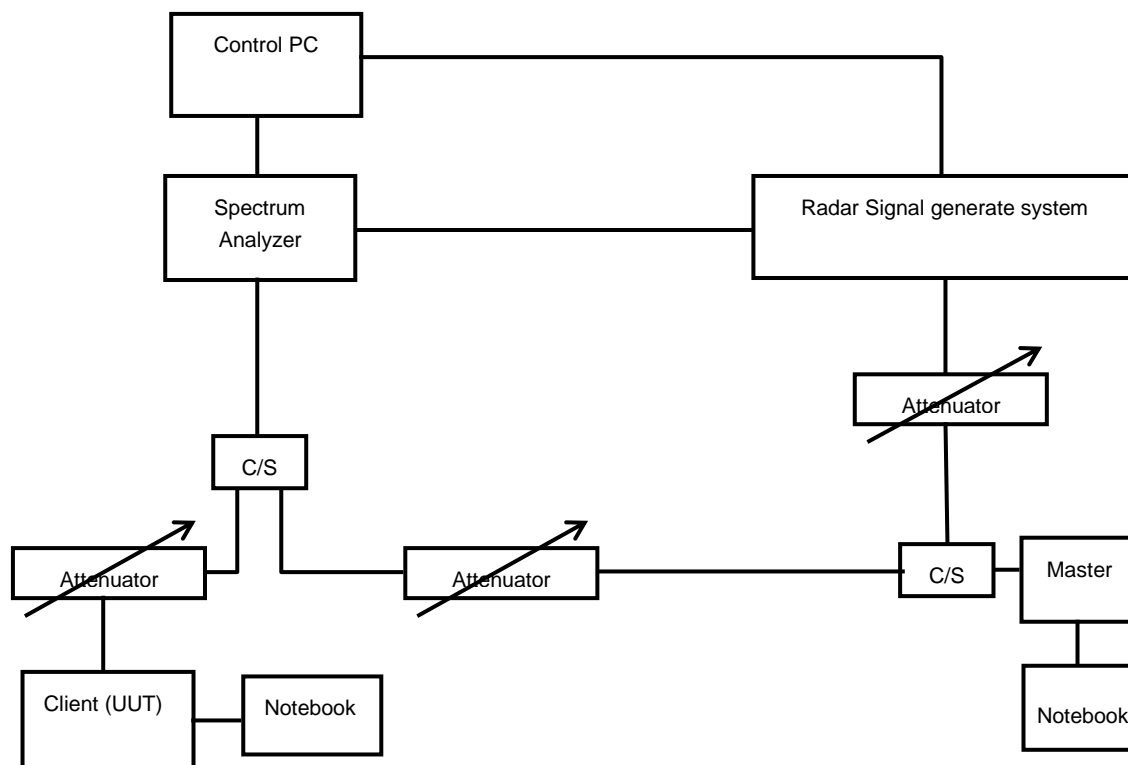 Control PC
Spectrum
Analyzer
Radar Signal generate system
Attenuator
C/S
Attenuator
Attenuator
C/S
Master
Client (UUT)
Notebook
Notebook